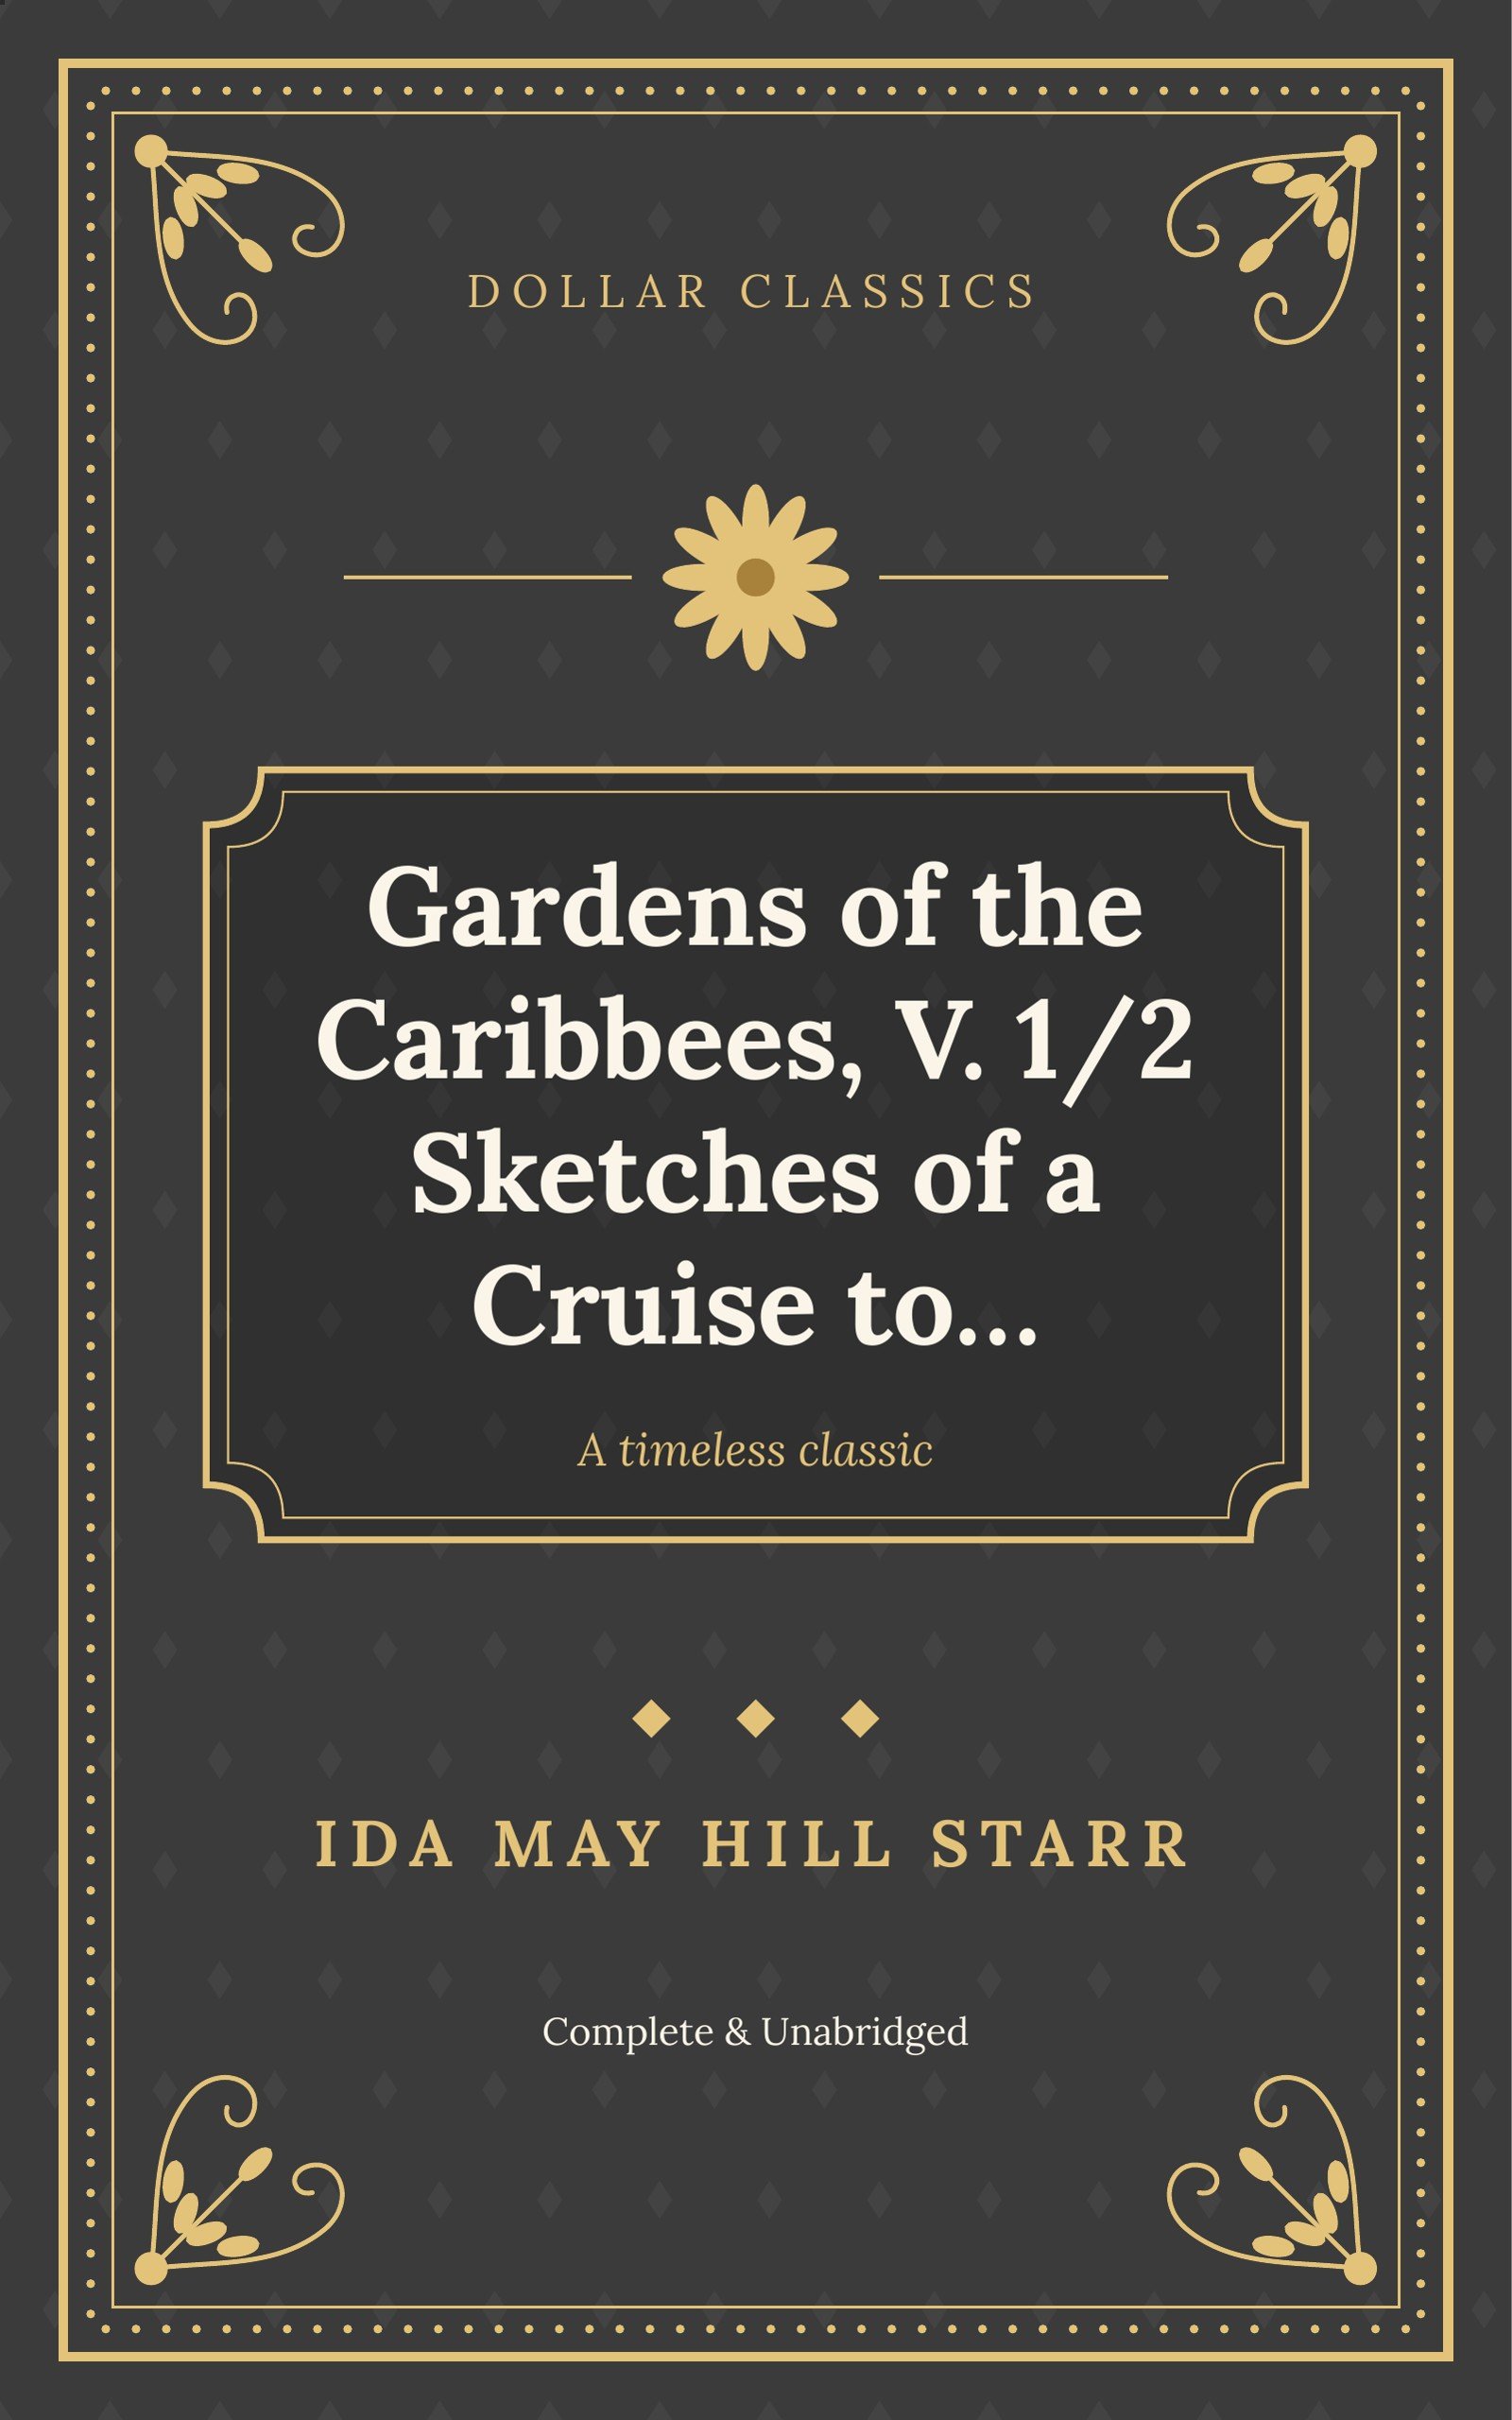 DOLLAR CLASSICS
Gardens of the
Caribbees, V. 1/2
Sketches of a
Cruise to...
A timeless classic
IDA MAY HILL STARR
Complete & Unabridged